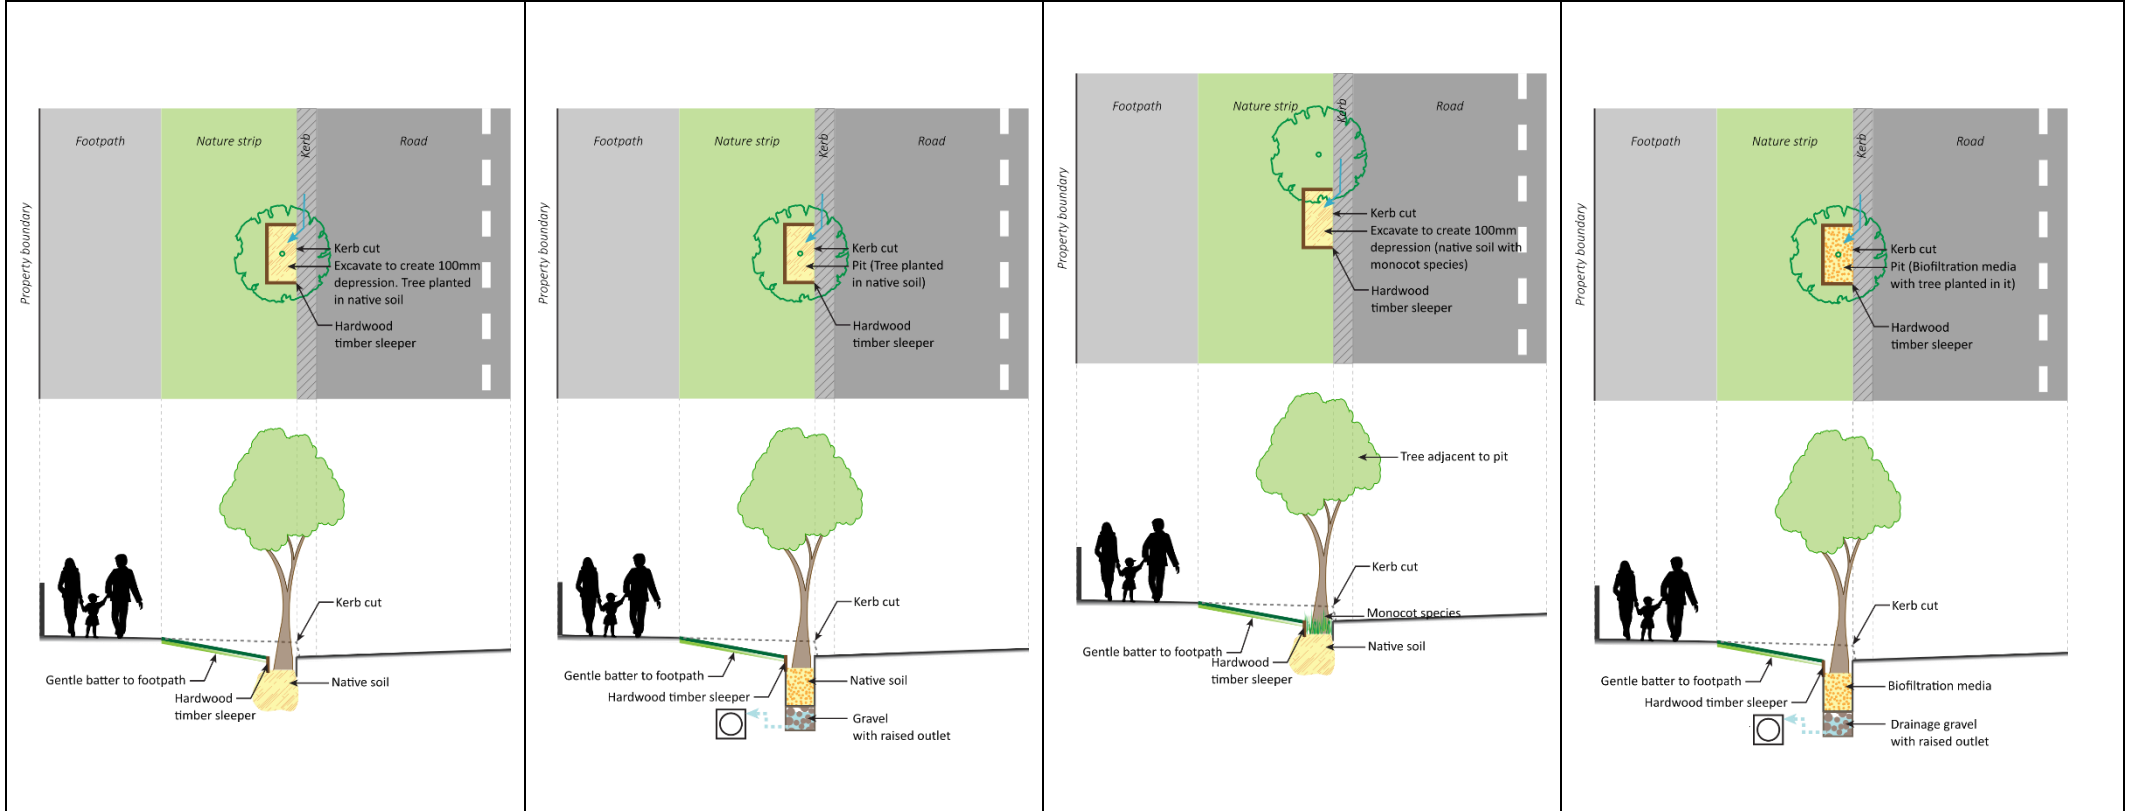 Footpath
Nature strip
Kerb
Road
Property boundary
Kerb cut
Excavate to create 100mm
depression. Tree planted
in native soil
Hardwood
timber sleeper
Kerb cut
Gentle batter to footpath
Native soil
Hardwood
timber sleeper
Footpath
Nature strip
Kerb
Road
Property boundary
Kerb cut
Pit (Tree planted
in native soil)
Hardwood
timber sleeper
Kerb cut
Gentle batter to footpath
Native soil
Hardwood timber sleeper
Gravel
with raised outlet
Footpath
Nature strip
Kerb
Road
Property boundary
Kerb cut
Excavate to create 100mm
depression (native soil with
monocot species)
Hardwood
timber sleeper
Tree adjacent to pit
Kerb cut
Monocot species
Gentle batter to footpath
Native soil
Hardwood
timber sleeper
Footpath
Nature strip
Kerb
Road
Property boundary
Kerb cut
Pit (Biofiltration media
with tree planted in it)
Hardwood
timber sleeper
Kerb cut
Gentle batter to footpath
Biofiltration media
Hardwood timber sleeper
Drainage gravel
with raised outlet